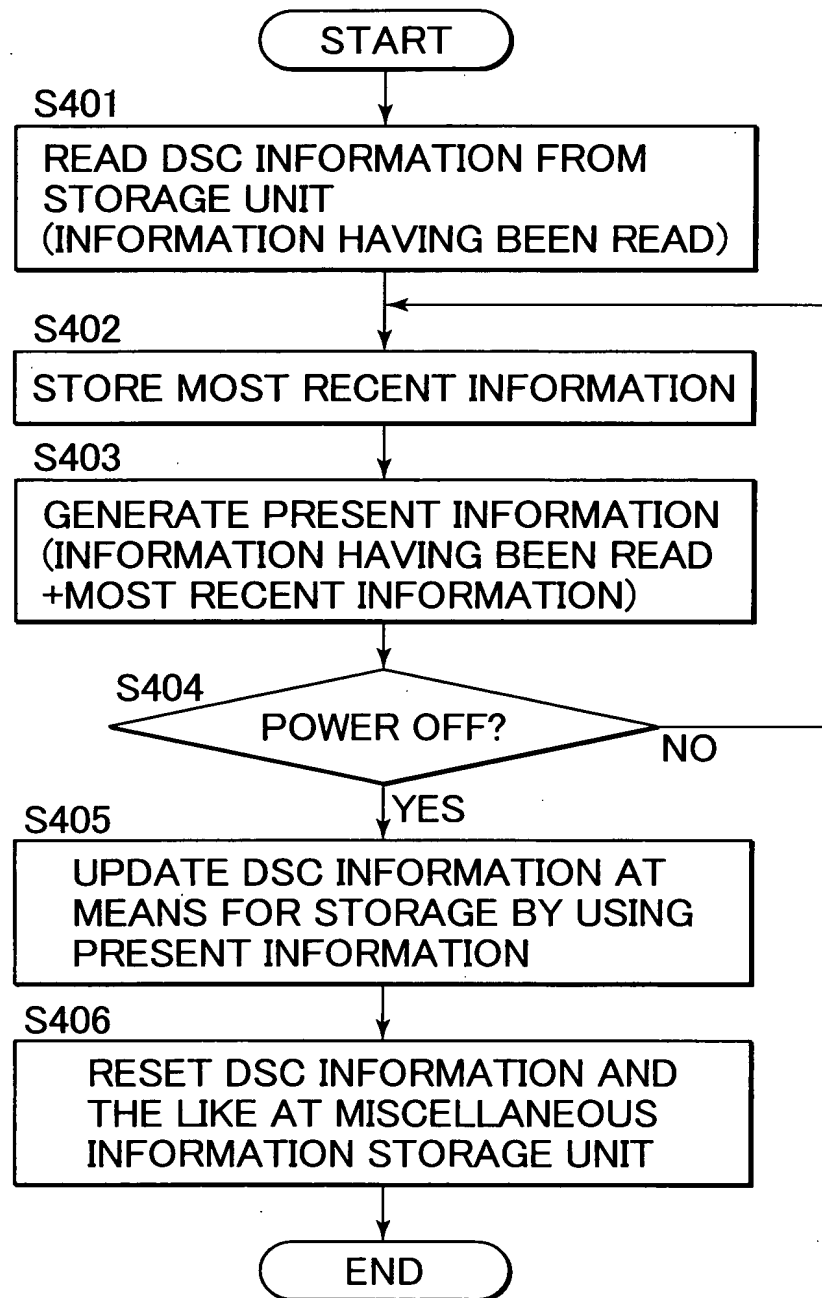 START
S401
READ DSC INFORMATION FROM
STORAGE UNIT
(INFORMATION HAVING BEEN READ)
S402
STORE MOST RECENT INFORMATION
S403
GENERATE PRESENT INFORMATION
(INFORMATION HAVING BEEN READ
+MOST RECENT INFORMATION)
S404
POWER OFF?
NO
YES
S405
UPDATE DSC INFORMATION AT
MEANS FOR STORAGE BY USING
PRESENT INFORMATION
S406
RESET DSC INFORMATION AND
THE LIKE AT MISCELLANEOUS
INFORMATION STORAGE UNIT
END